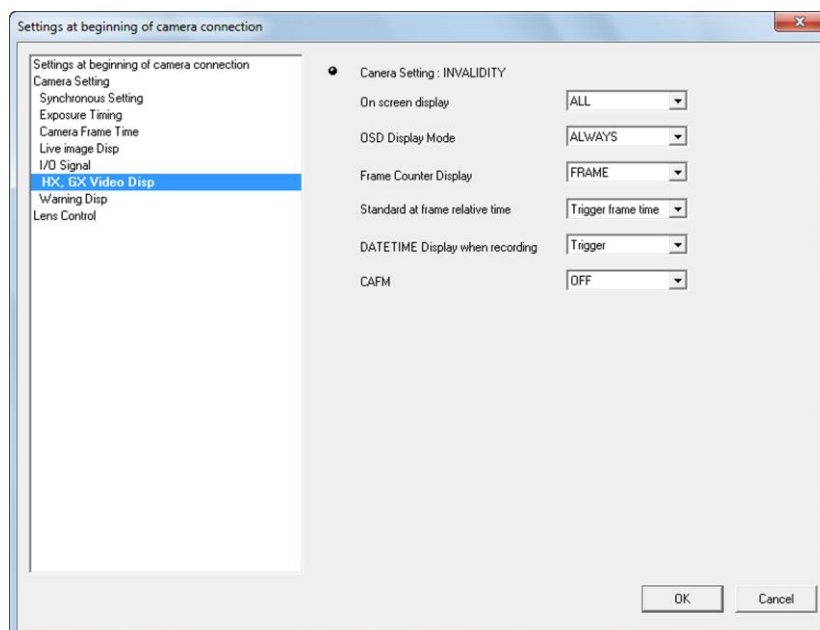 Settings at beginning of camera connection
Settings at beginning of camera connection
Camera Setting
Synchronous Setting
Exposure Timing
Camera Frame Time
Live image Disp
I/O Signal
HX, GX Video Disp
Warning Disp
Lens Control
Canera Setting : INVALIDITY
On screen display ALL
OSD Display Mode ALWAYS
Frame Counter Display FRAME
Standard at frame relative time Trigger frame time
DATETIME Display when recording Trigger
CAFM OFF
OK Cancel